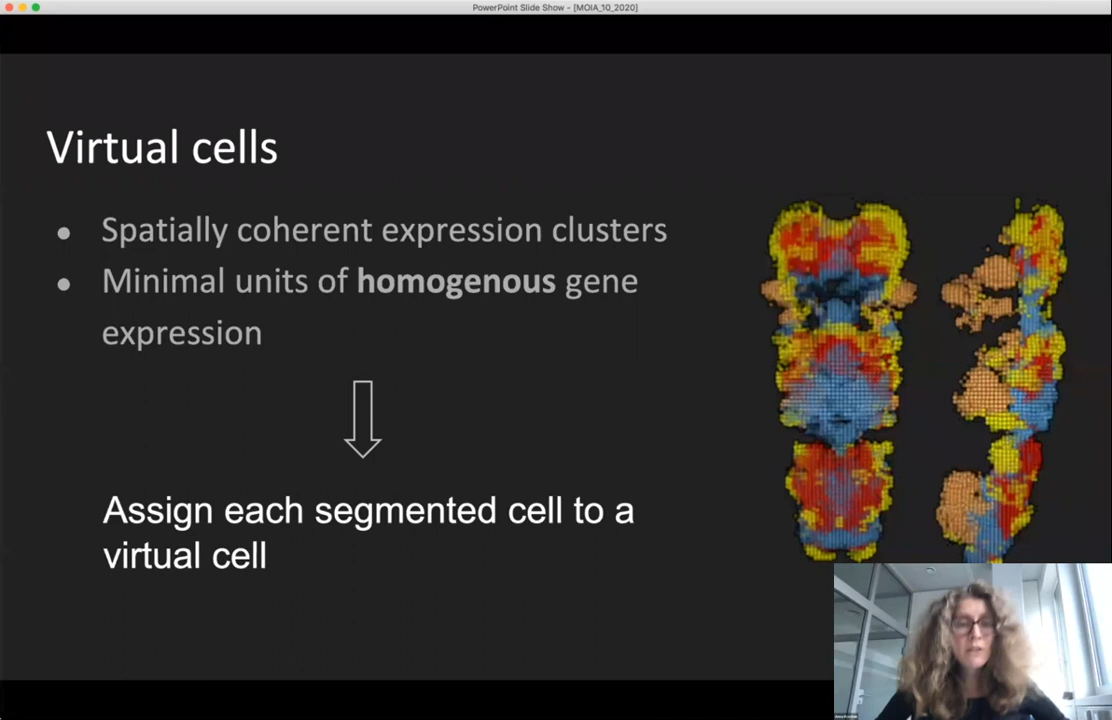 PowerPoint Slide Show - [MOIA_10_2020]
Virtual cells
● Spatially coherent expression clusters
● Minimal units of homogenous gene
expression
Assign each segmented cell to a
virtual cell